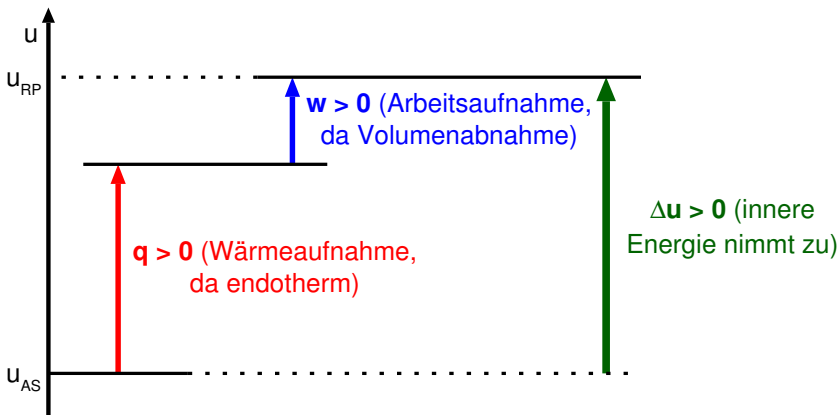 u
u_RP
w > 0 (Arbeitsaufnahme,
da Volumenabnahme)
q > 0 (Wärmeaufnahme,
da endotherm)
Δu > 0 (innere
Energie nimmt zu)
u_AS